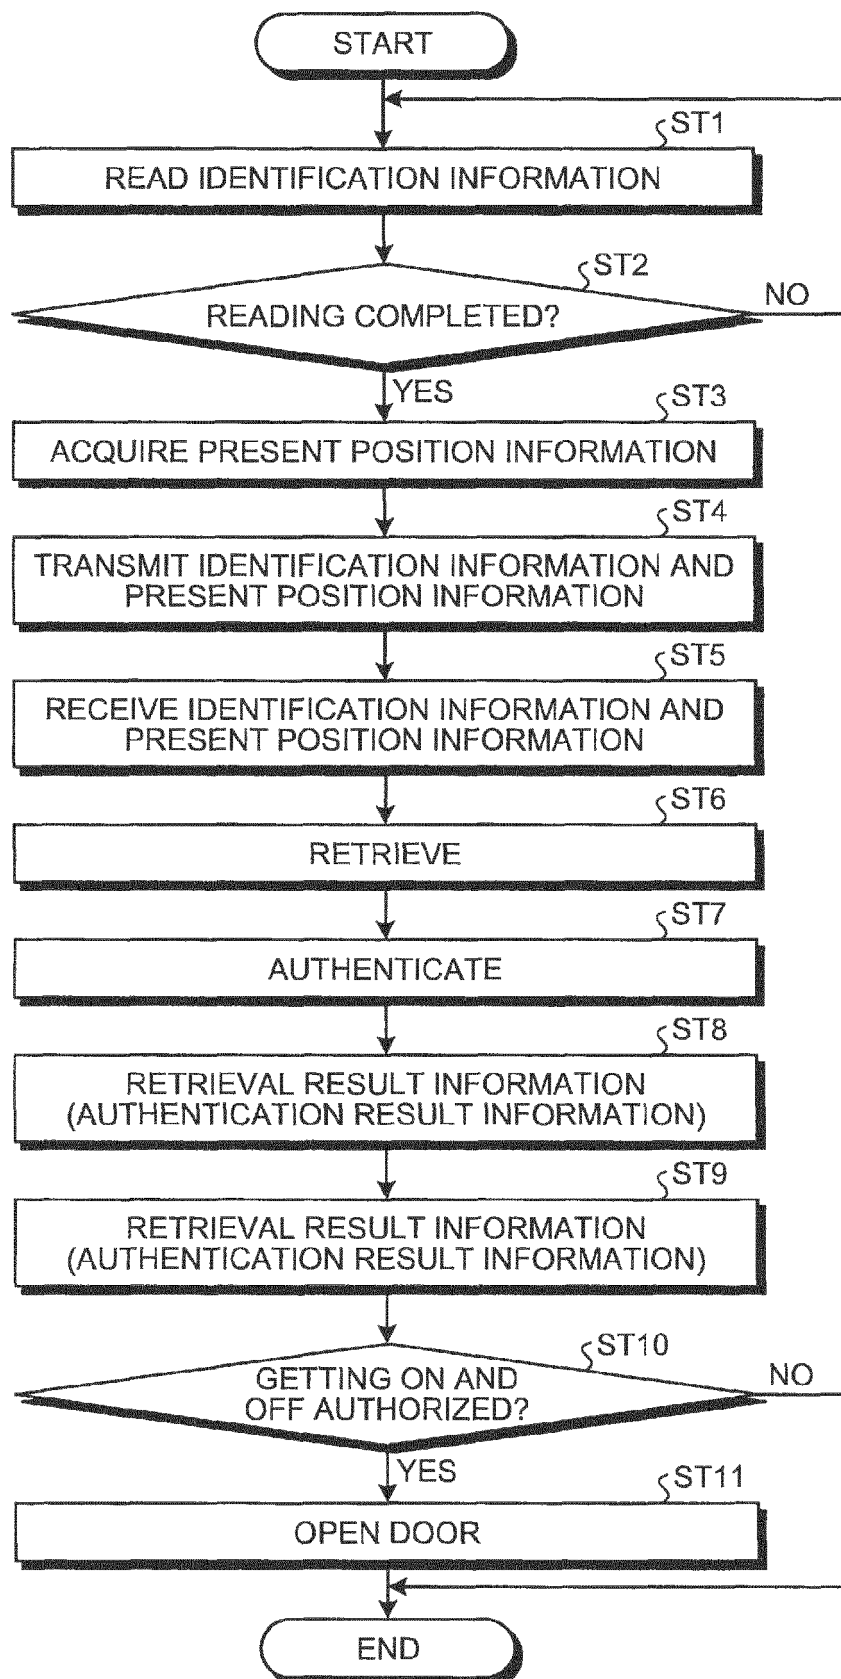 START
ST1
READ IDENTIFICATION INFORMATION
ST2
READING COMPLETED?
NO
YES
ST3
ACQUIRE PRESENT POSITION INFORMATION
ST4
TRANSMIT IDENTIFICATION INFORMATION AND
PRESENT POSITION INFORMATION
ST5
RECEIVE IDENTIFICATION INFORMATION AND
PRESENT POSITION INFORMATION
ST6
RETRIEVE
ST7
AUTHENTICATE
ST8
RETRIEVAL RESULT INFORMATION
(AUTHENTICATION RESULT INFORMATION)
ST9
RETRIEVAL RESULT INFORMATION
(AUTHENTICATION RESULT INFORMATION)
ST10
GETTING ON AND
OFF AUTHORIZED?
NO
YES
ST11
OPEN DOOR
END